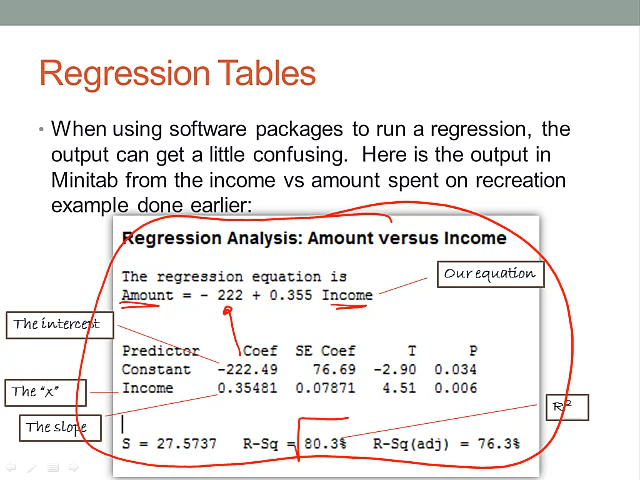 Regression Tables
• When using software packages to run a regression, the
output can get a little confusing. Here is the output in
Minitab from the income vs amount spent on recreation
example done earlier:
Regression Analysis: Amount versus Income
The regression equation is
Amount = - 222 + 0.355 Income
Our equation
The intercept
Predictor Coef SE Coef T P
Constant -222.49 76.69 -2.90 0.034
Income 0.35481 0.07871 4.51 0.006
The "x"
R²
The slope
S = 27.5737 R-Sq = 80.3% R-Sq(adj) = 76.3%